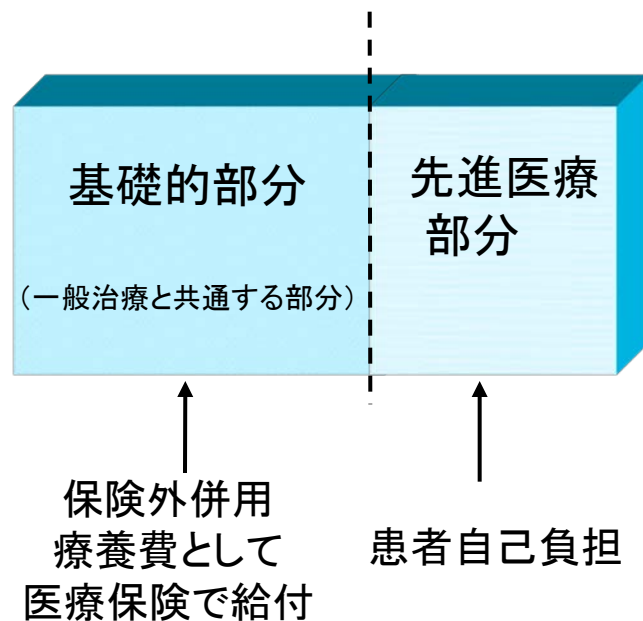 基礎的部分
（一般治療と共通する部分）
先進医療
部分
保険外併用
療養費として
医療保険で給付
患者自己負担